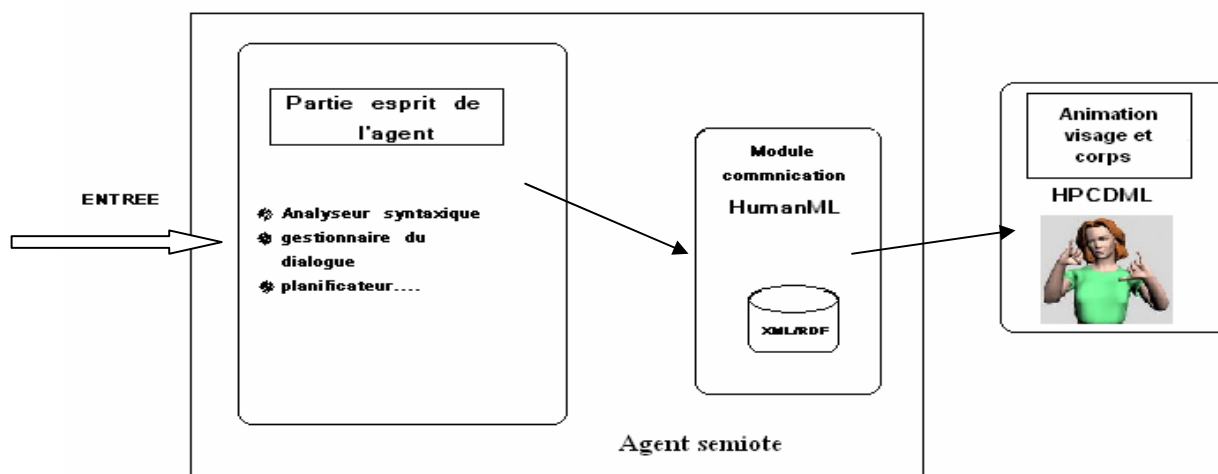 ENTREE
Partie esprit de
l'agent
Analyseur syntaxique
gestionnaire du
dialogue
planificateur....
Module
commnication
HumanML
XML/RDF
Agent semiote
Animation
visage et
corps
HPCDML